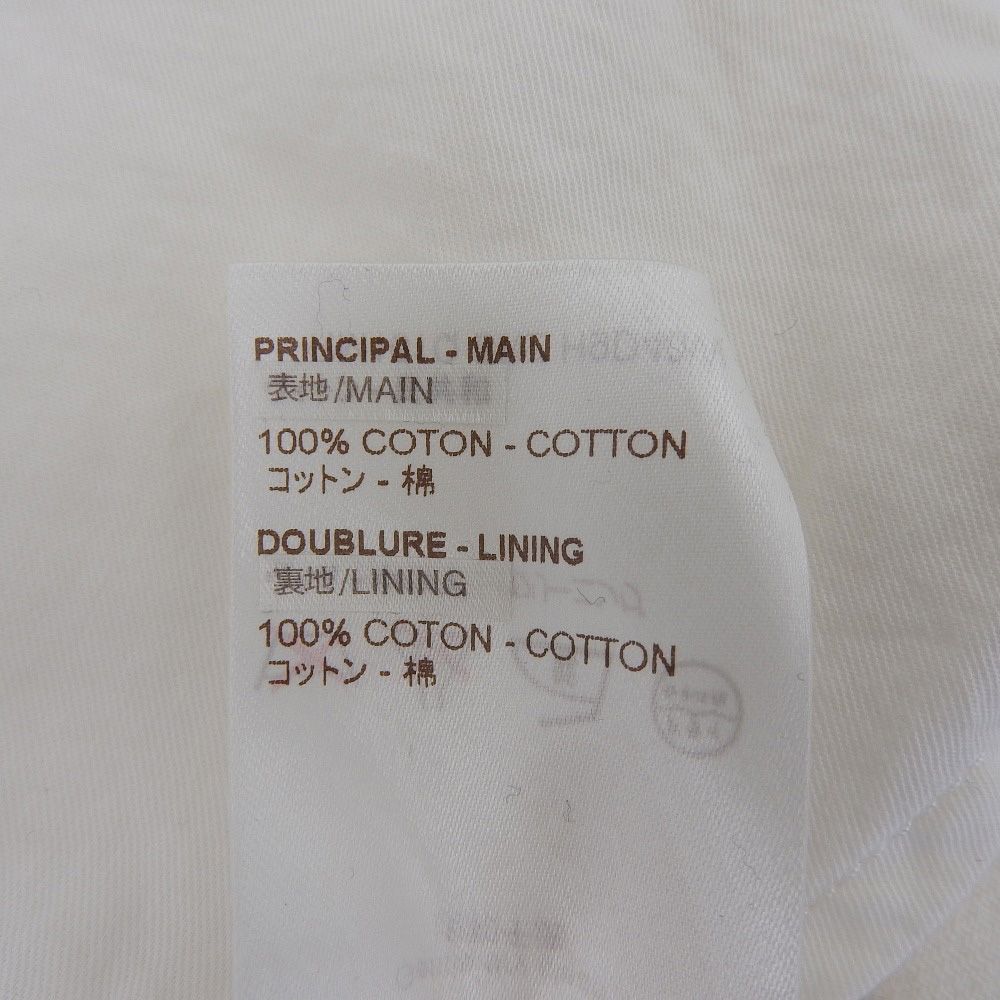 PRINCIPAL - MAIN
表地/MAIN
100% COTON - COTTON
コットン - 棉
DOUBLURE - LINING
裏地/LINING
100% COTON - COTTON
コットン - 棉